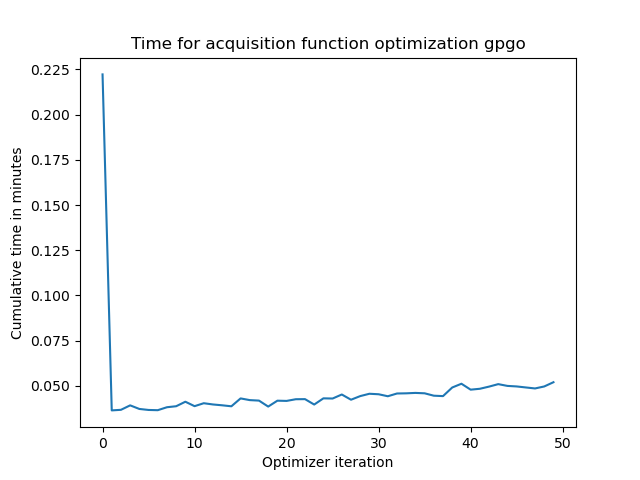 Time for acquisition function optimization gpgo
0.225
0.200
0.175
0.150
0.125
0.100
0.075
0.050
Cumulative time in minutes
0 10 20 30 40 50
Optimizer iteration